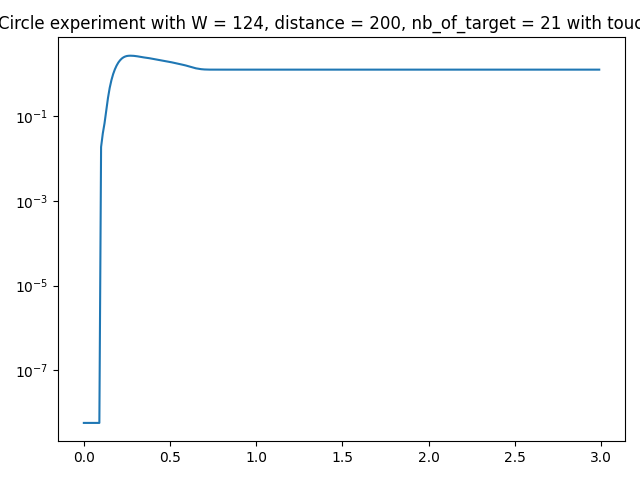 Circle experiment with W = 124, distance = 200, nb_of_target = 21 with touc
10⁻¹
10⁻³
10⁻⁵
10⁻⁷
0.0 0.5 1.0 1.5 2.0 2.5 3.0